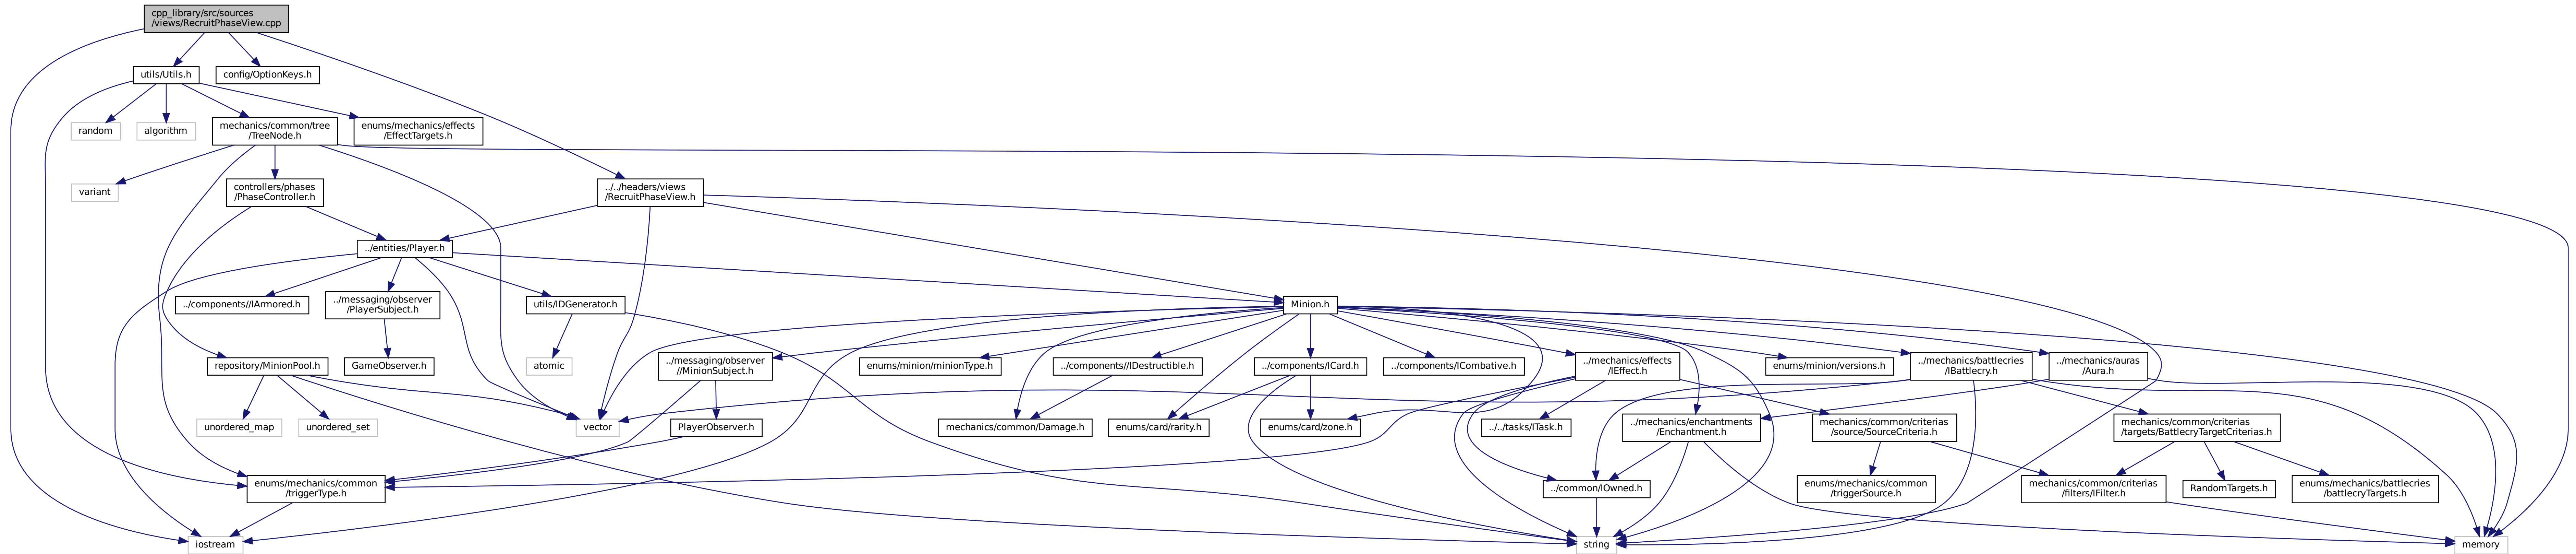 cpp_library/src/sources
/views/RecruitPhaseView.cpp
utils/Utils.h
config/OptionKeys.h
random
algorithm
mechanics/common/tree
/TreeNode.h
enums/mechanics/effects
/EffectTargets.h
variant
controllers/phases
/PhaseController.h
../../headers/views
/RecruitPhaseView.h
../entities/Player.h
../components//IArmored.h
../messaging/observer
/PlayerSubject.h
utils/IDGenerator.h
Minion.h
repository/MinionPool.h
GameObserver.h
atomic
../messaging/observer
//MinionSubject.h
enums/minion/minionType.h
../components//IDestructible.h
../components/ICard.h
../components/ICombative.h
../mechanics/effects
/IEffect.h
enums/minion/versions.h
../mechanics/battlecries
/IBattlecry.h
../mechanics/auras
/Aura.h
unordered_map
unordered_set
vector
PlayerObserver.h
mechanics/common/Damage.h
enums/card/rarity.h
enums/card/zone.h
../../tasks/ITask.h
../mechanics/enchantments
/Enchantment.h
mechanics/common/criterias
/source/SourceCriteria.h
mechanics/common/criterias
/targets/BattlecryTargetCriterias.h
enums/mechanics/common
/triggerType.h
../common/IOwned.h
enums/mechanics/common
/triggerSource.h
mechanics/common/criterias
/filters/IFilter.h
RandomTargets.h
enums/mechanics/battlecries
/battlecryTargets.h
iostream
string
memory